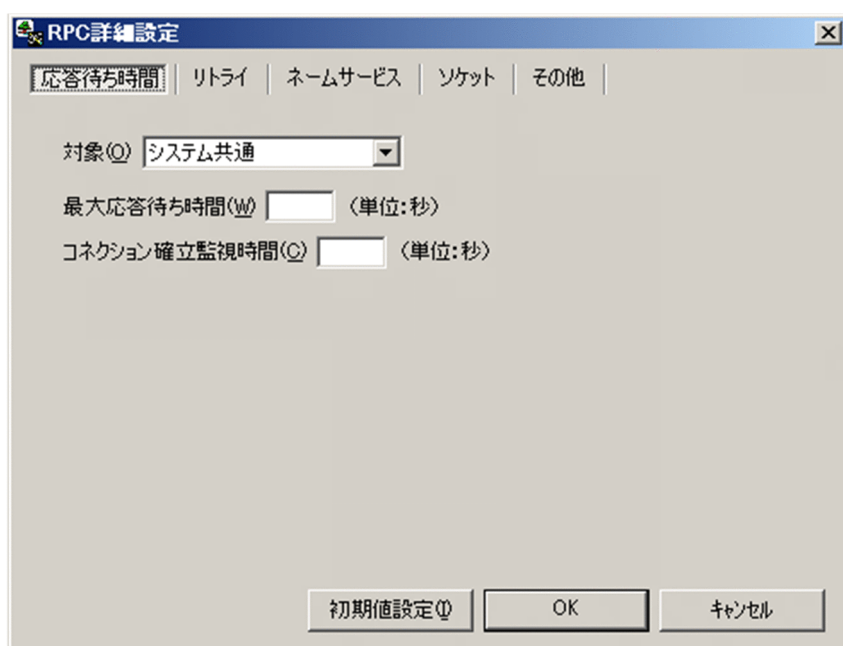 RPC詳細設定
応答待ち時間 リトライ ネームサービス ソケット その他
対象(O) システム共通
最大応答待ち時間(W) (単位:秒)
コネクション確立監視時間(C) (単位:秒)
初期値設定(I) OK キャンセル